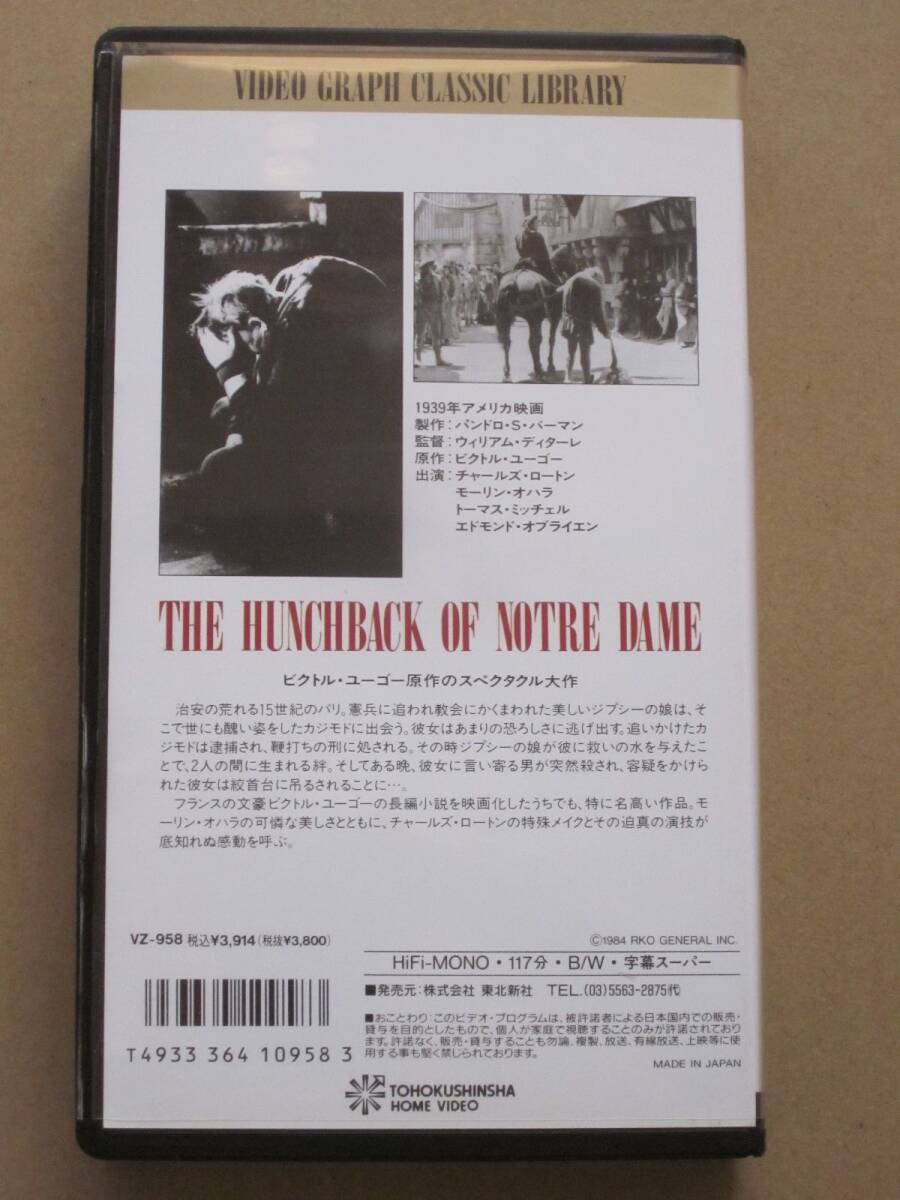 VIDEO GRAPH CLASSIC LIBRARY
1939年アメリカ映画
製作:パンドロ・S・バーマン
監督:ウィリアム・ディターレ
原作:ビクトル・ユーゴー
出演:チャールズ・ロートン
モーリン・オハラ
トーマス・ミッチェル
エドモンド・オブライエン
THE HUNCHBACK OF NOTRE DAME
ビクトル・ユーゴー原作のスペクタクル大作
治安の荒れる15世紀のパリ。憲兵に追われ教会にかくまわれた美しいジプシーの娘は、そ
こで世にも醜い姿をしたカジモドに出会う。彼女はあまりの恐ろしさに逃げ出す。追いかけたカ
ジモドは逮捕され、鞭打ちの刑に処される。その時ジプシーの娘が彼に救いの水を与えたこ
とで、2人の間に生まれる絆。そしてある晩、彼女に言い寄る男が突然殺され、容疑をかけら
れた彼女は絞首台に吊るされることに…。
フランスの文豪ビクトル・ユーゴーの長編小説を映画化したうちでも、特に名高い作品。モ
ーリン・オハラの可憐な美しさとともに、チャールズ・ロートンの特殊メイクとその迫真の演技が
底知れぬ感動を呼ぶ。
VZ-958 税込¥3,914(税抜¥3,800)
©1984 RKO GENERAL INC.
HiFi-MONO・117分・B/W・字幕スーパー
■発売元:株式会社 東北新社 TEL.(03)5563-2875㈹
■おことわり:このビデオ・プログラムは、被許諾者による日本国内での販売・
貸与を目的としたもので、個人が家庭で視聴することのみが許諾されており
ます。許諾なく、販売・貸与することも勿論、複製、放送、有線放送、上映等に使
用する事も堅く禁じられております。
MADE IN JAPAN
T4933 364 10958 3
TOHOKUSHINSHA
HOME VIDEO